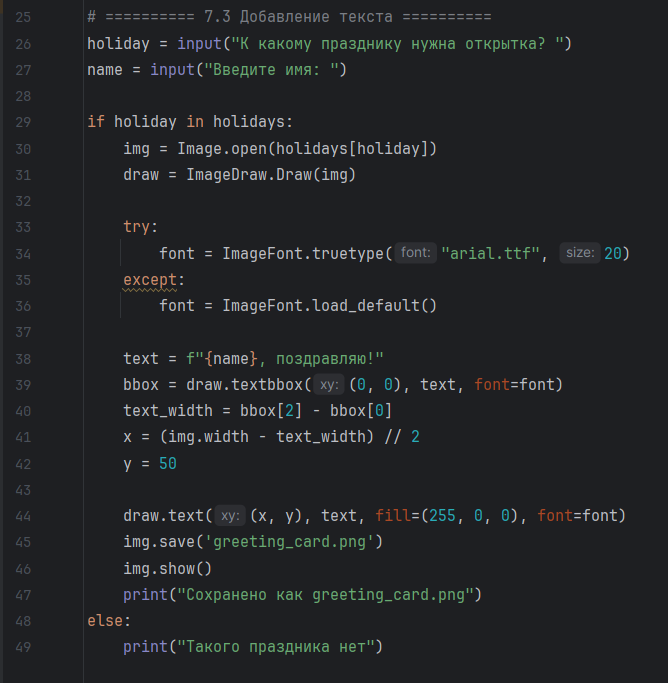 25 # ========== 7.3 Добавление текста ==========
26 holiday = input("К какому празднику нужна открытка? ")
27 name = input("Введите имя: ")
28
29 if holiday in holidays:
30     img = Image.open(holidays[holiday])
31     draw = ImageDraw.Draw(img)
32
33     try:
34         font = ImageFont.truetype( font: "arial.ttf", size: 20)
35     except:
36         font = ImageFont.load_default()
37
38     text = f"{name}, поздравляю!"
39     bbox = draw.textbbox( xy: (0, 0), text, font=font)
40     text_width = bbox[2] - bbox[0]
41     x = (img.width - text_width) // 2
42     y = 50
43
44     draw.text( xy: (x, y), text, fill=(255, 0, 0), font=font)
45     img.save('greeting_card.png')
46     img.show()
47     print("Сохранено как greeting_card.png")
48 else:
49     print("Такого праздника нет")